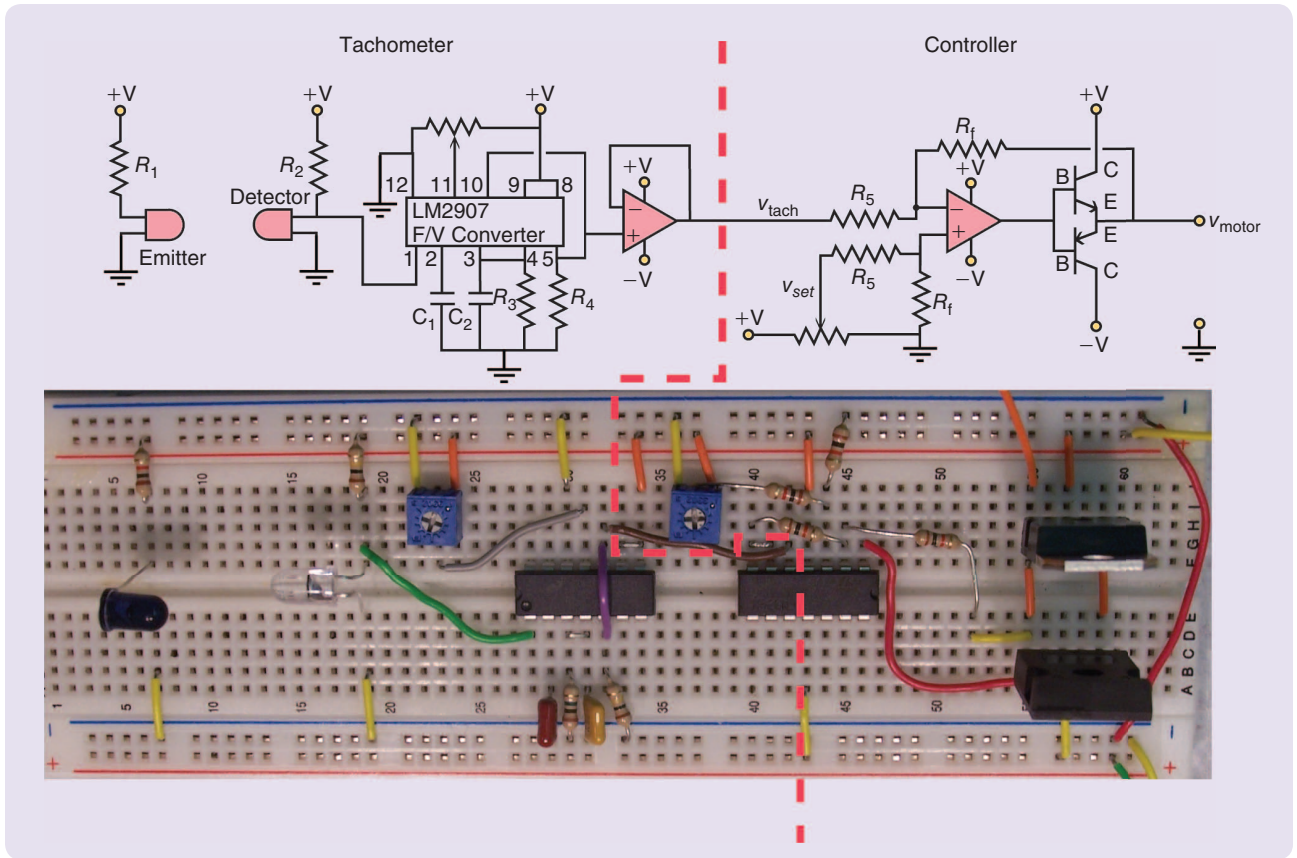 Tachometer
Controller
+V
+V
+V
+V
R1
R2
Detector
Emitter
12
11
10
9
8
LM2907
F/V Converter
1
2
3
4
5
C1
C2
R3
R4
+V
−
+
−V
vtach
R5
Rf
+V
−
+
−V
R5
vset
Rf
+V
B
C
E
E
B
C
−V
vmotor
5
10
15
25
35
40
45
50
60
−
+
E F G H I
A B C D E
1
5
10
20
25
35
40
45
50
−
+
+